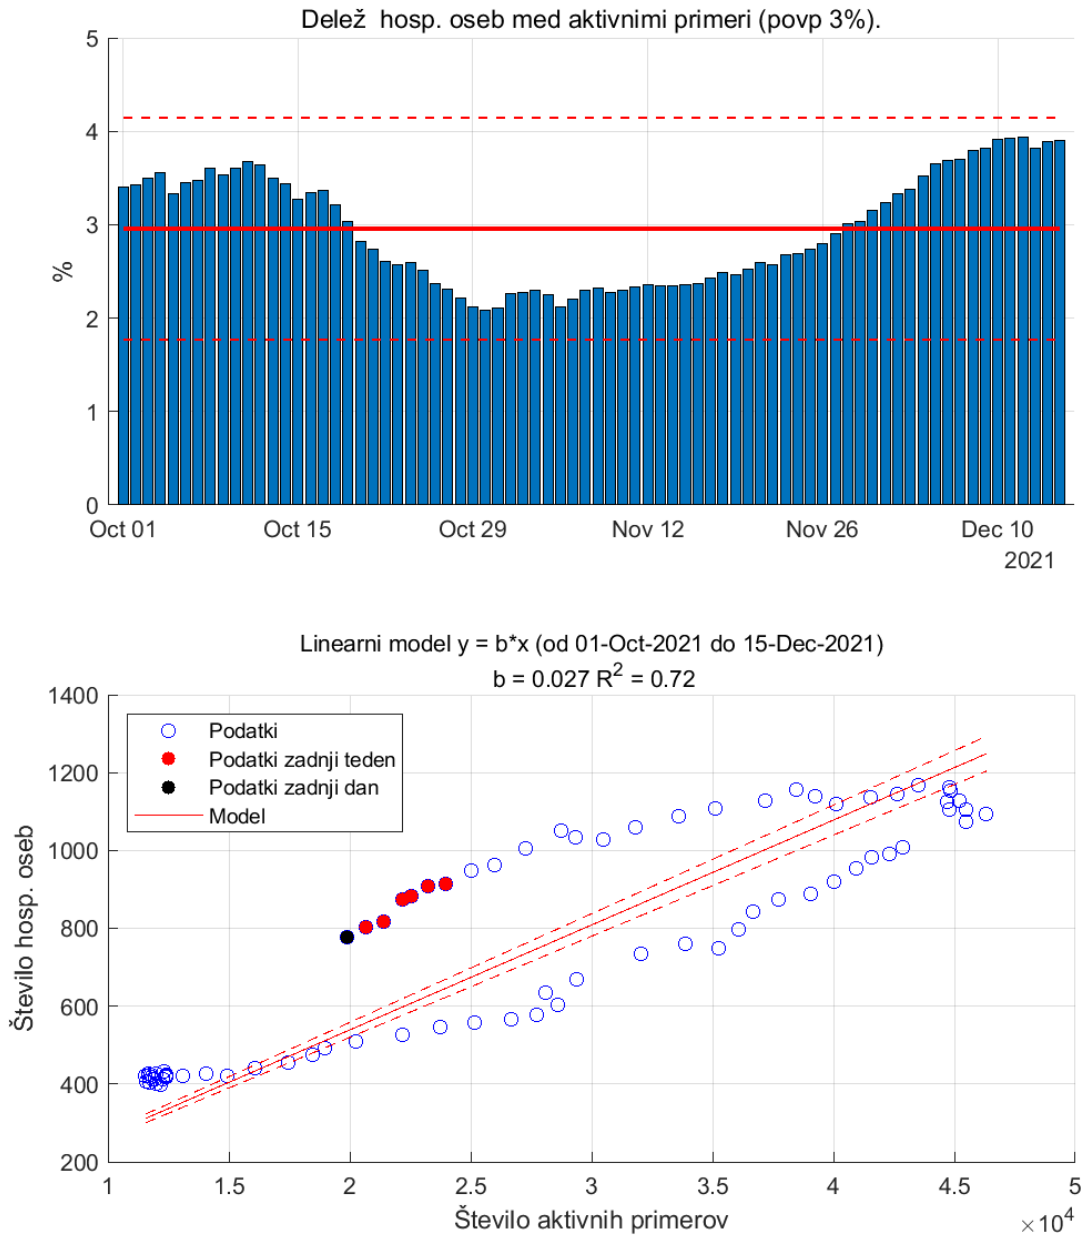 Delež  hosp. oseb med aktivnimi primeri (povp 3%).
5
4
3
2
1
0
%
Oct 01 Oct 15 Oct 29 Nov 12 Nov 26 Dec 10
2021
Linearni model y = b*x (od 01-Oct-2021 do 15-Dec-2021)
b = 0.027 R² = 0.72
1400
1200
1000
800
600
400
200
Število hosp. oseb
Podatki
Podatki zadnji teden
Podatki zadnji dan
Model
1 1.5 2 2.5 3 3.5 4 4.5 5
Število aktivnih primerov
×10⁴